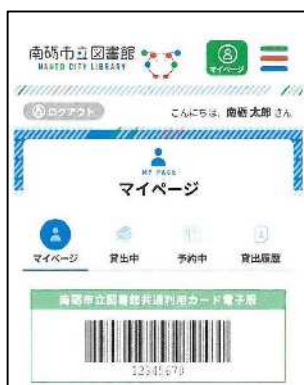 南砺市立図書館
NANTO CITY LIBRARY
マイページ
ログアウト
こんにちは、南砺 太郎 さん
MY PAGE
マイページ
マイページ 貸出中 予約中 貸出履歴
南砺市立図書館共通利用カード電子版
12345678